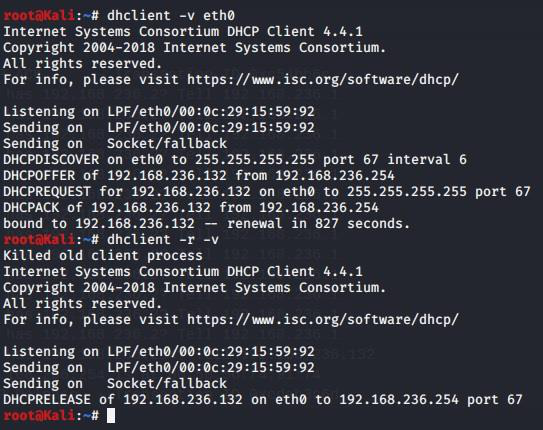 root@Kali:~# dhclient -v eth0
Internet Systems Consortium DHCP Client 4.4.1
Copyright 2004-2018 Internet Systems Consortium.
All rights reserved.
For info, please visit https://www.isc.org/software/dhcp/
Listening on LPF/eth0/00:0c:29:15:59:92
Sending on   LPF/eth0/00:0c:29:15:59:92
Sending on   Socket/fallback
DHCPDISCOVER on eth0 to 255.255.255.255 port 67 interval 6
DHCPOFFER of 192.168.236.132 from 192.168.236.254
DHCPREQUEST for 192.168.236.132 on eth0 to 255.255.255.255 port 67
DHCPACK of 192.168.236.132 from 192.168.236.254
bound to 192.168.236.132 -- renewal in 827 seconds.
root@Kali:~# dhclient -r -v
Killed old client process
Internet Systems Consortium DHCP Client 4.4.1
Copyright 2004-2018 Internet Systems Consortium.
All rights reserved.
For info, please visit https://www.isc.org/software/dhcp/
Listening on LPF/eth0/00:0c:29:15:59:92
Sending on   LPF/eth0/00:0c:29:15:59:92
Sending on   Socket/fallback
DHCPRELEASE of 192.168.236.132 on eth0 to 192.168.236.254 port 67
root@Kali:~#